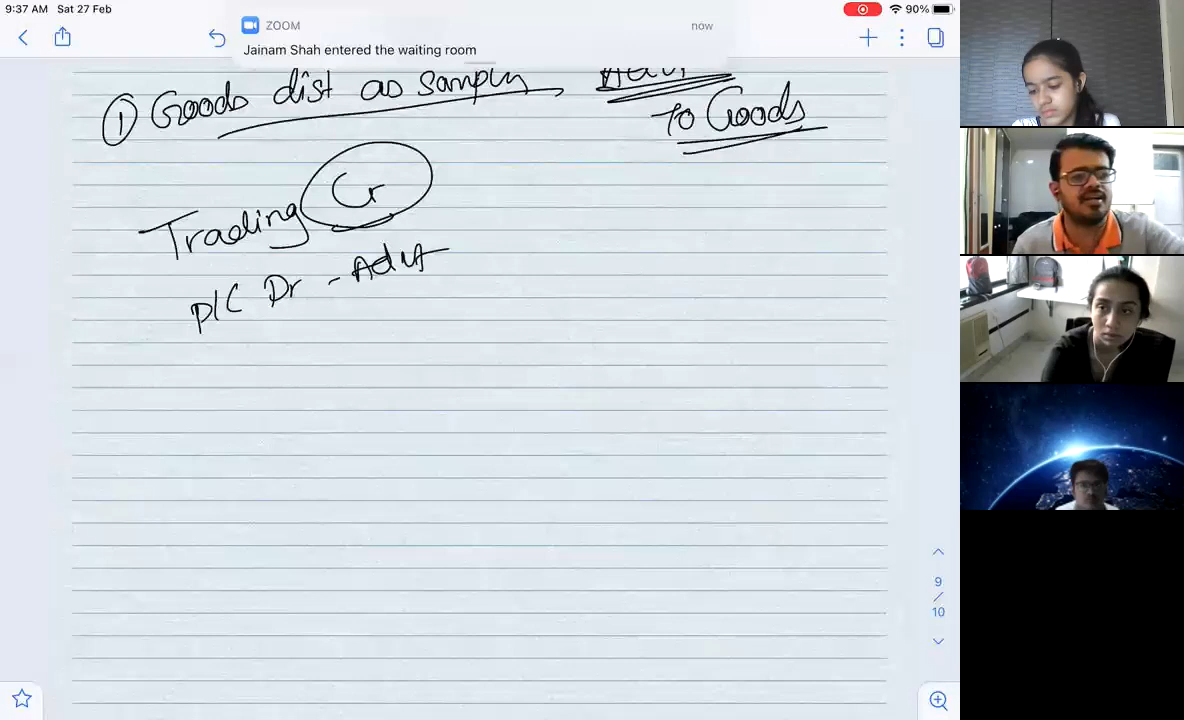 9:37 AM Sat 27 Feb
90%
ZOOM
now
Jainam Shah entered the waiting room
① Goods dist as samples
To Goods
Trading Cr
P/L Dr - Advt
9
/
10